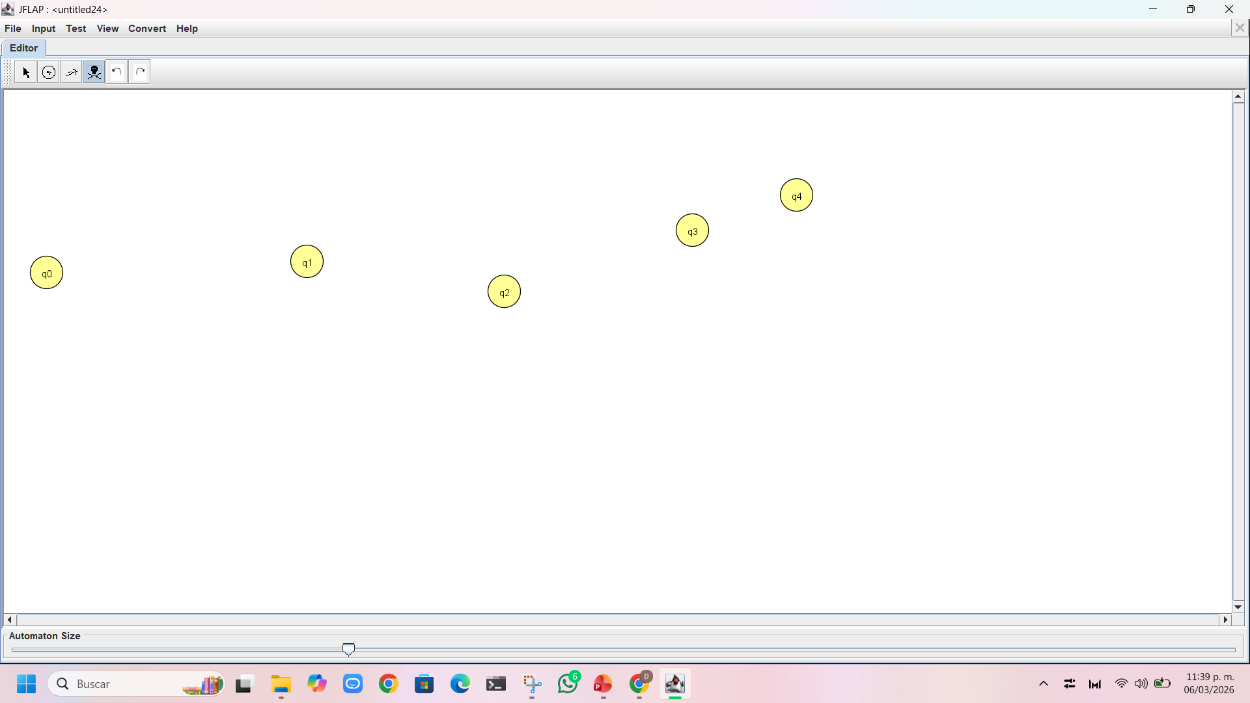 JFLAP : <untitled24>
File Input Test View Convert Help
Editor
q4
q3
q1
q0
q2
Automaton Size
Buscar
6
D
11:39 p. m.
06/03/2026